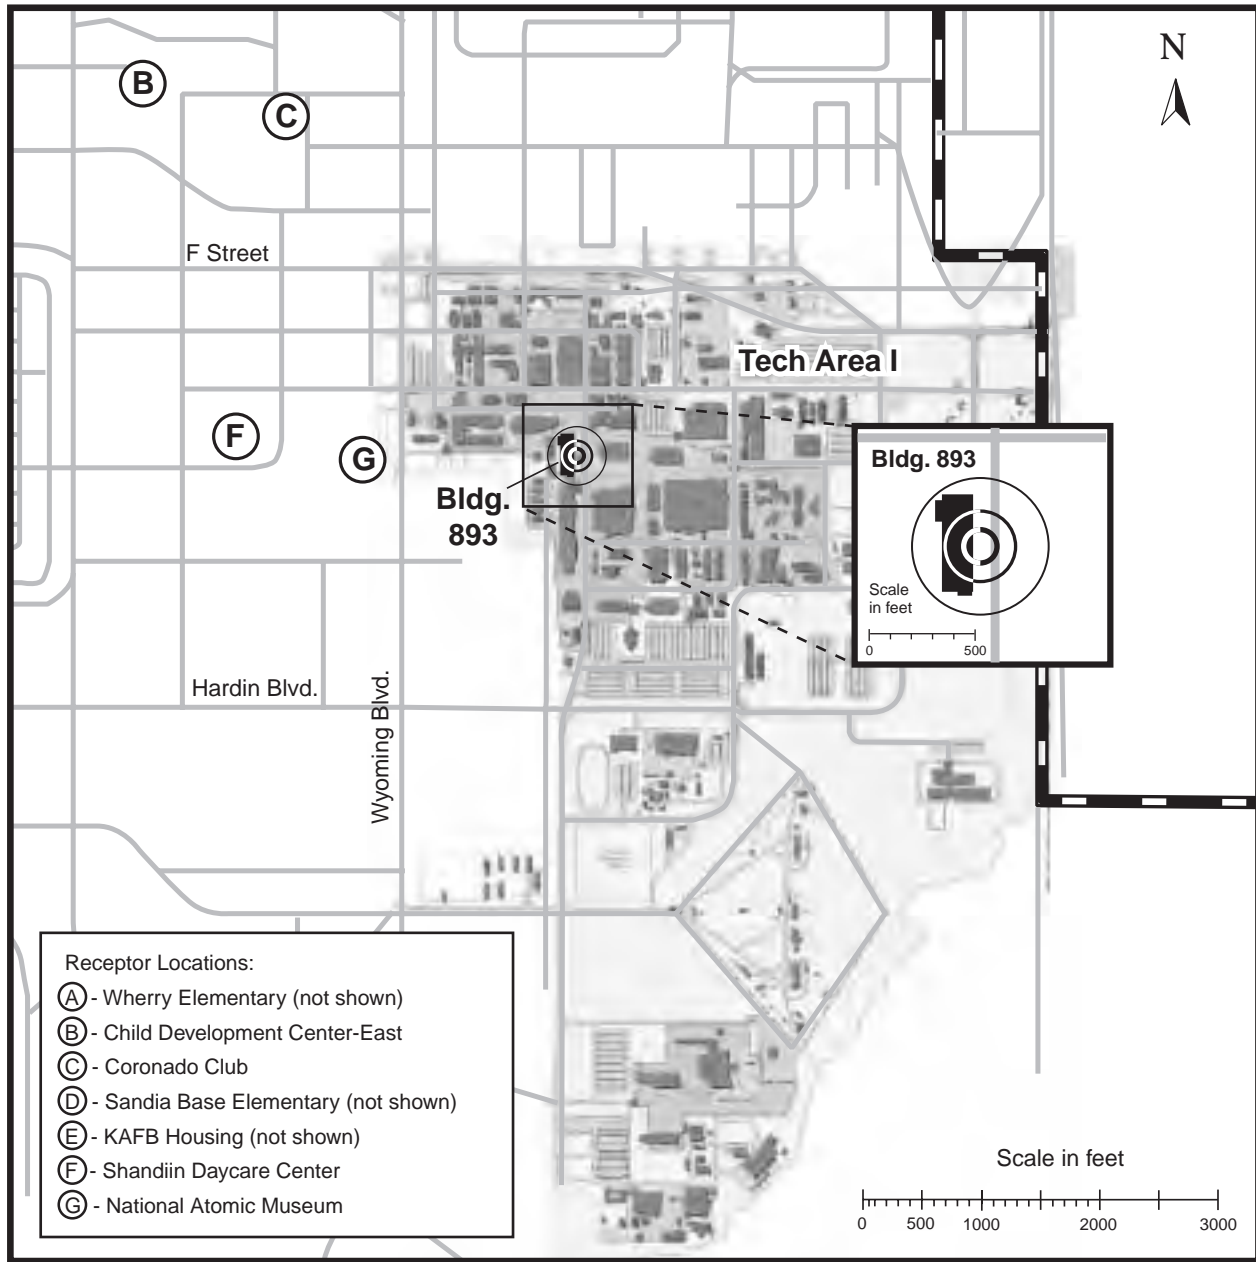 B
C
N
F Street
Tech Area I
F
G
Bldg.
893
Bldg. 893
Scale
in feet
0 500
Hardin Blvd.
Wyoming Blvd.
Receptor Locations:
A - Wherry Elementary (not shown)
B - Child Development Center-East
C - Coronado Club
D - Sandia Base Elementary (not shown)
E - KAFB Housing (not shown)
F - Shandiin Daycare Center
G - National Atomic Museum
Scale in feet
0 500 1000 2000 3000